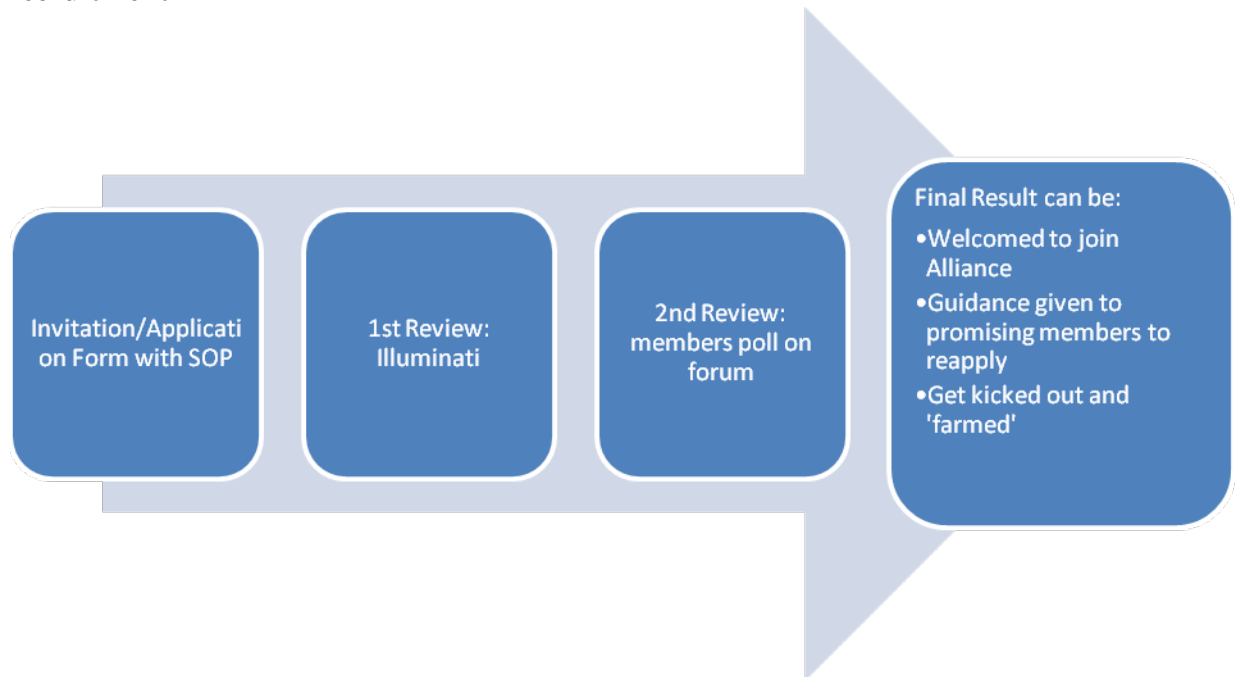 Invitation/Applicati
on Form with SOP
1st Review:
Illuminati
2nd Review:
members poll on
forum
Final Result can be:
•Welcomed to join
Alliance
•Guidance given to
promising members to
reapply
•Get kicked out and
'farmed'